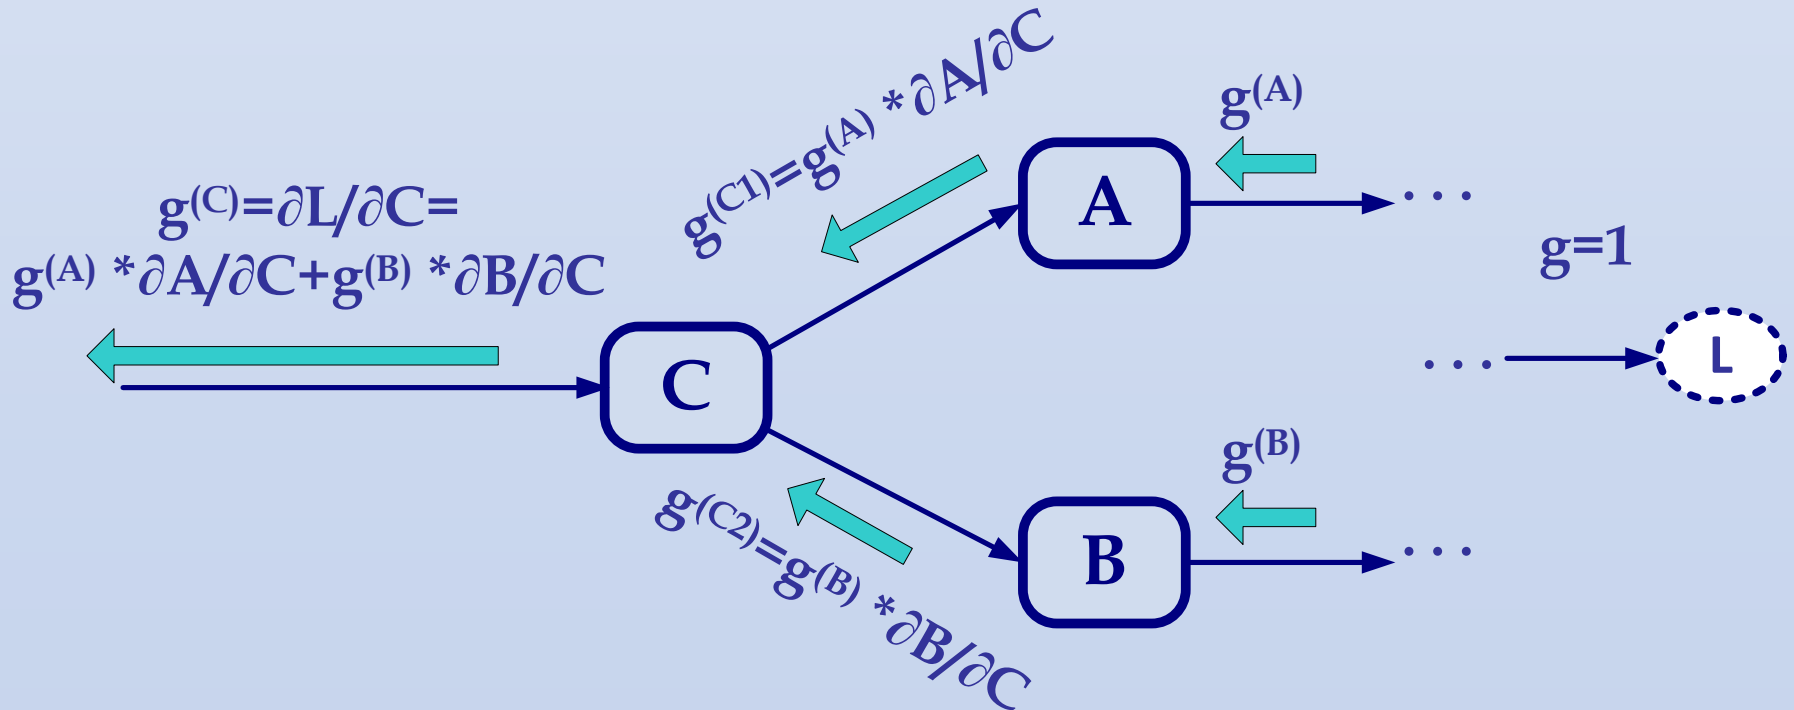 g(C)=∂L/∂C=
g(A) *∂A/∂C+g(B) *∂B/∂C
g(C1)=g(A) *∂A/∂C
g(A)
A
. . .
g=1
C
. . .
L
g(C2)=g(B) *∂B/∂C
g(B)
B
. . .